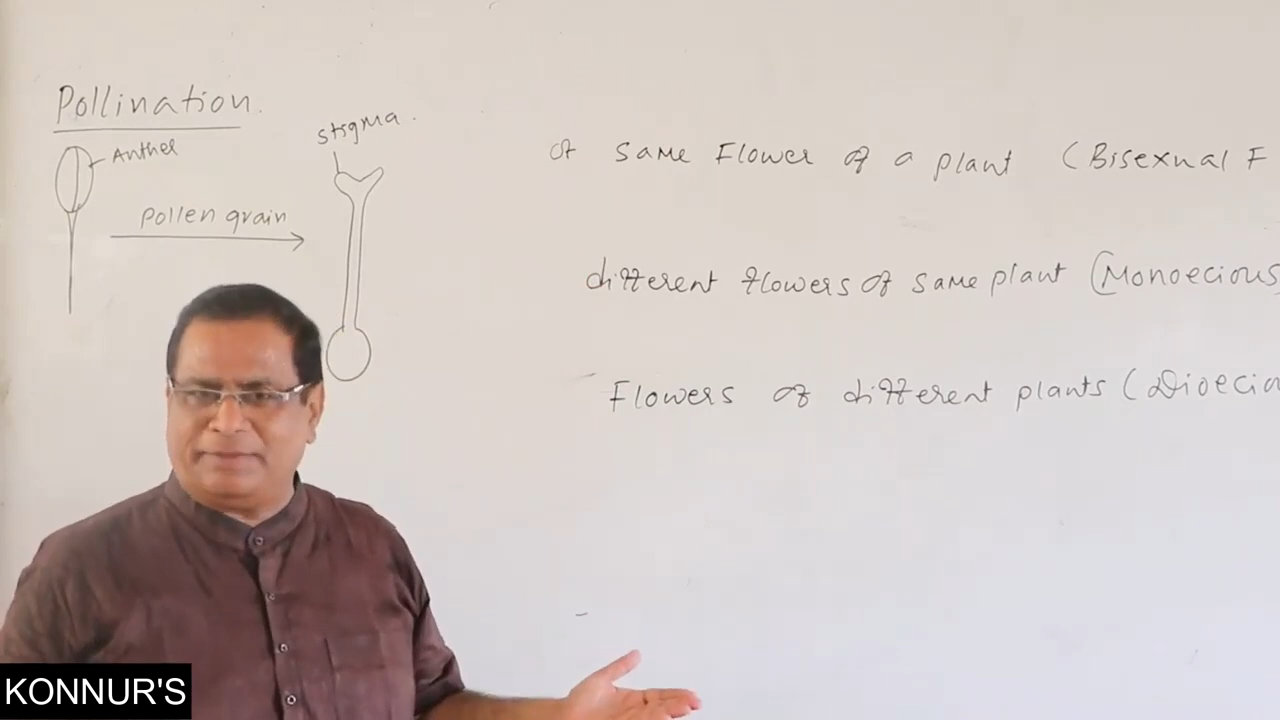 Pollination.
Anther
stigma.
Pollen grain
of same Flower of a plant (Bisexual F
different flowers of same plant (Monoecious
Flowers of different plants (Dioecio
KONNUR'S